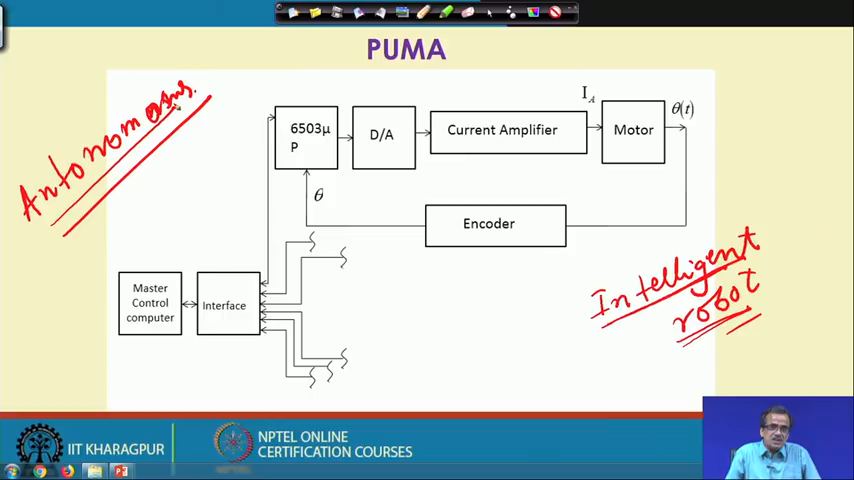 PUMA
Autonomous.
6503μ
P
D/A
Current Amplifier
I_A
Motor
θ(t)
θ
Encoder
Master
Control
computer
Interface
Intelligent
robot
IIT KHARAGPUR
NPTEL ONLINE
CERTIFICATION COURSES